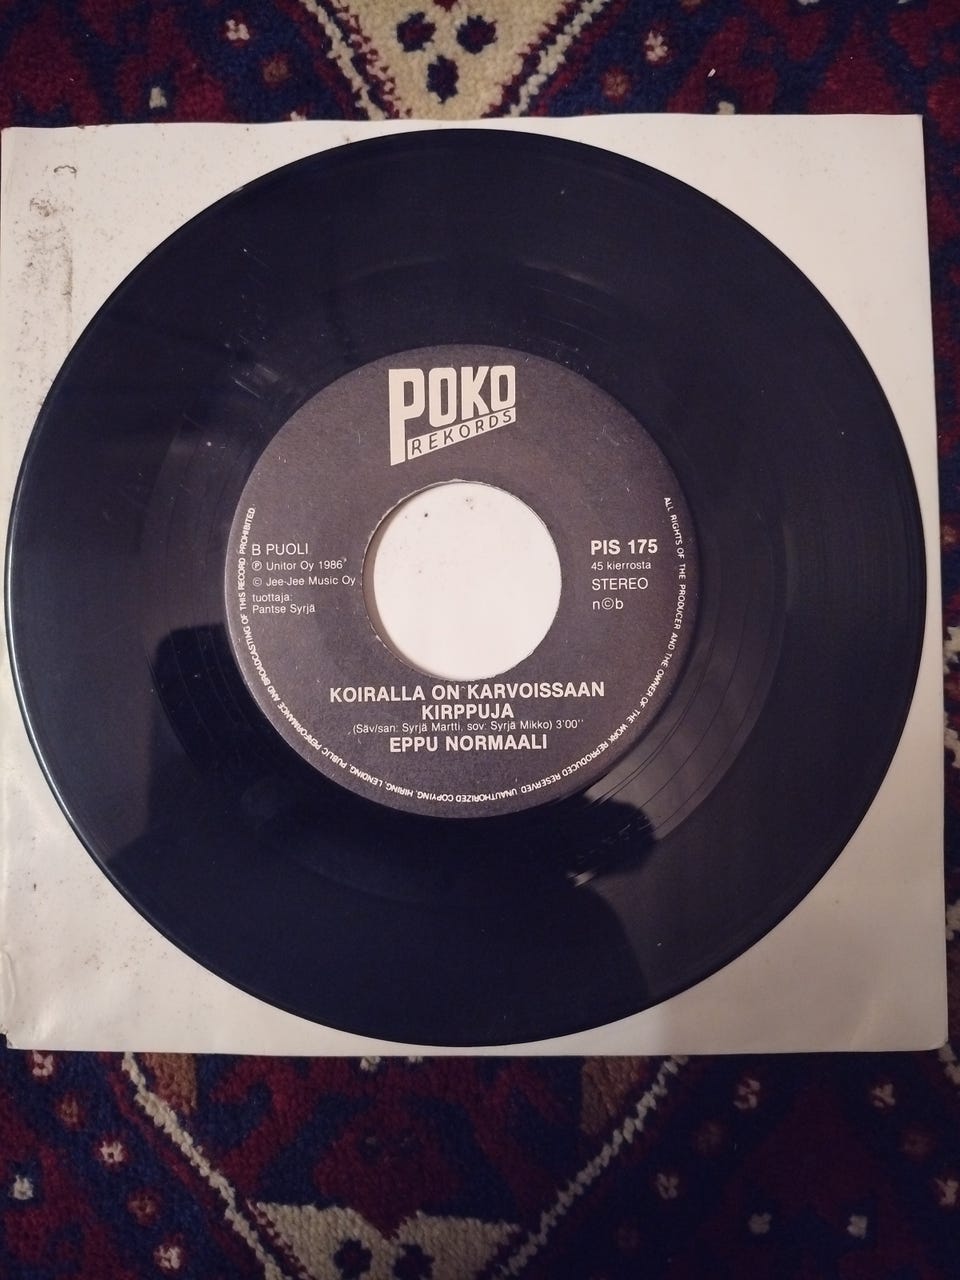 POKO
REKORDS
B PUOLI
Ⓟ Unitor Oy 1986
© Jee-Jee Music Oy
tuottaja:
Pantse Syrjä
PIS 175
45 kierrosta
STEREO
n©b
KOIRALLA ON KARVOISSAAN
KIRPPUJA
(Säv/san: Syrjä Martti, sov: Syrjä Mikko) 3'00''
EPPU NORMAALI
ALL RIGHTS OF THE PRODUCER AND THE OWNER OF THE WORK REPRODUCED RESERVED. UNAUTHORIZED COPYING, HIRING, LENDING, PUBLIC PERFORMANCE AND BROADCASTING OF THIS RECORD PROHIBITED